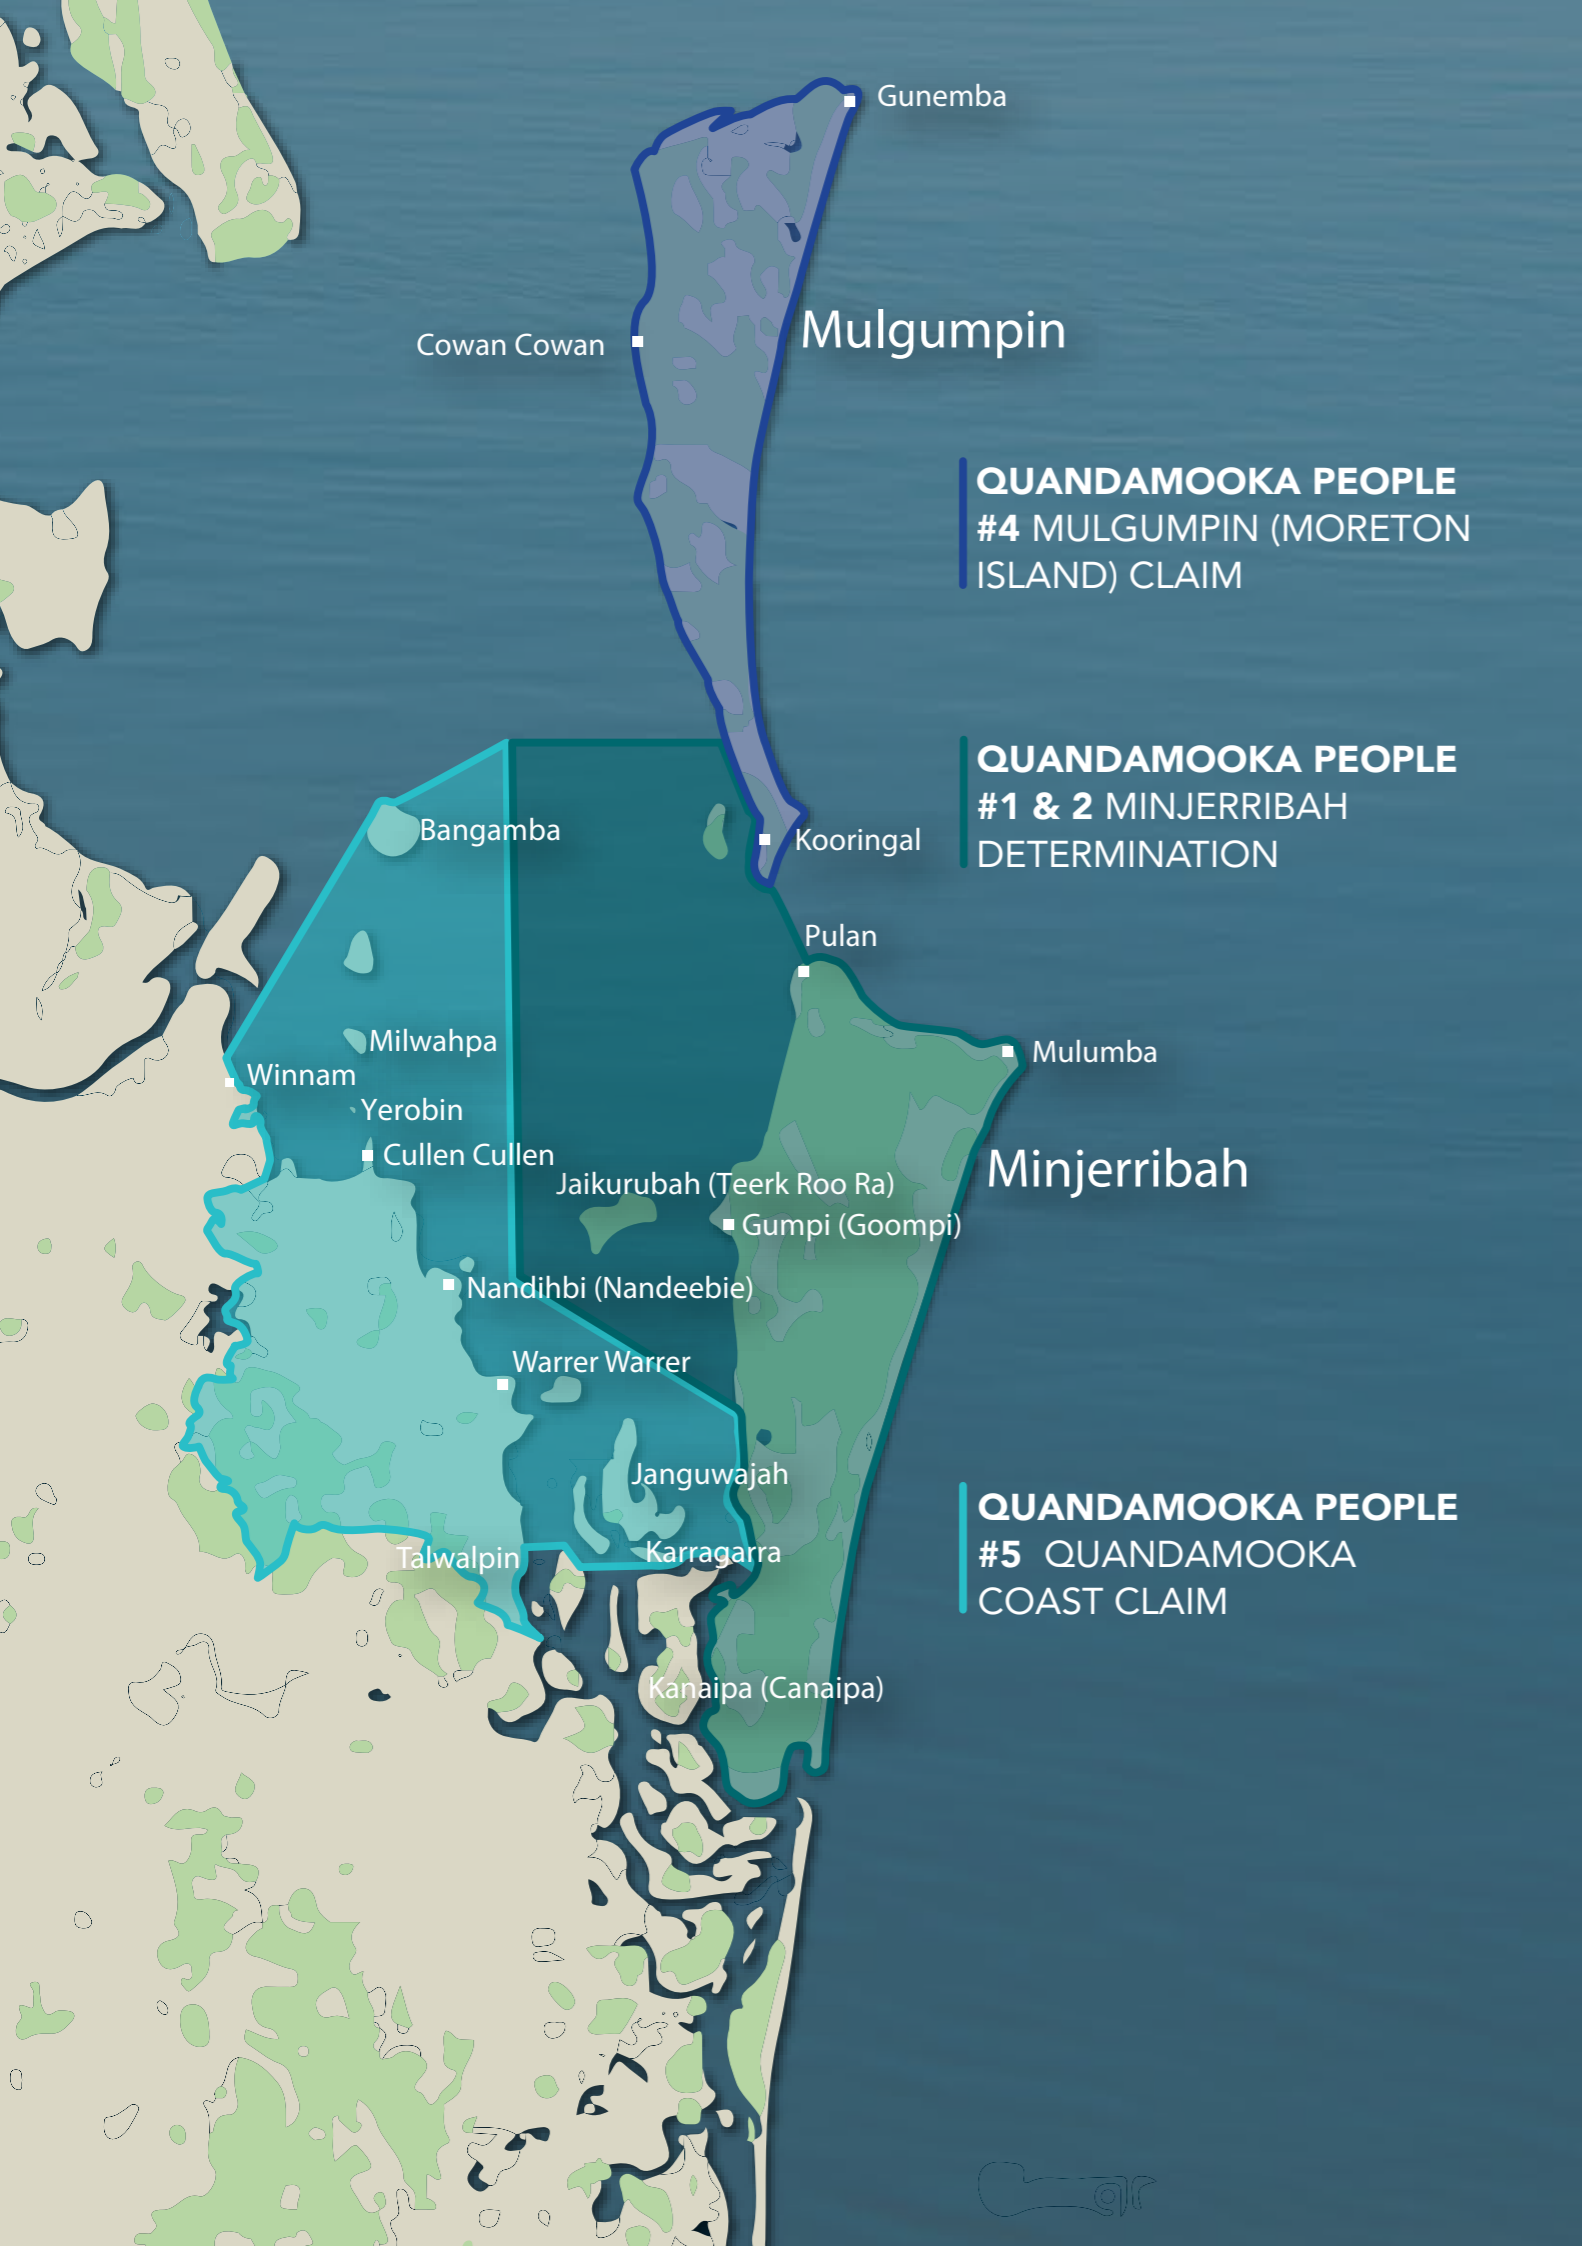 Gunemba
Mulgumpin
Cowan Cowan
QUANDAMOOKA PEOPLE
#4 MULGUMPIN (MORETON
ISLAND) CLAIM
QUANDAMOOKA PEOPLE
#1 & 2 MINJERRIBAH
DETERMINATION
Bangamba
Kooringal
Pulan
Milwahpa
Mulumba
Winnam
Yerobin
Cullen Cullen
Minjerribah
Jaikurubah (Teerk Roo Ra)
Gumpi (Goompi)
Nandihbi (Nandeebie)
Warrer Warrer
Janguwajah
QUANDAMOOKA PEOPLE
#5 QUANDAMOOKA
COAST CLAIM
Talwalpin
Karragarra
Kanaipa (Canaipa)